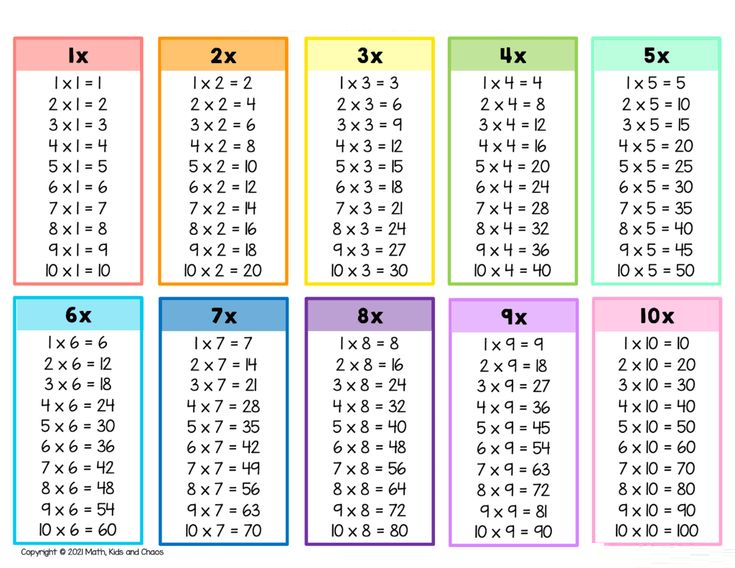 1x
1 x 1 = 1
2 x 1 = 2
3 x 1 = 3
4 x 1 = 4
5 x 1 = 5
6 x 1 = 6
7 x 1 = 7
8 x 1 = 8
9 x 1 = 9
10 x 1 = 10
2x
1 x 2 = 2
2 x 2 = 4
3 x 2 = 6
4 x 2 = 8
5 x 2 = 10
6 x 2 = 12
7 x 2 = 14
8 x 2 = 16
9 x 2 = 18
10 x 2 = 20
3x
1 x 3 = 3
2 x 3 = 6
3 x 3 = 9
4 x 3 = 12
5 x 3 = 15
6 x 3 = 18
7 x 3 = 21
8 x 3 = 24
9 x 3 = 27
10 x 3 = 30
4x
1 x 4 = 4
2 x 4 = 8
3 x 4 = 12
4 x 4 = 16
5 x 4 = 20
6 x 4 = 24
7 x 4 = 28
8 x 4 = 32
9 x 4 = 36
10 x 4 = 40
5x
1 x 5 = 5
2 x 5 = 10
3 x 5 = 15
4 x 5 = 20
5 x 5 = 25
6 x 5 = 30
7 x 5 = 35
8 x 5 = 40
9 x 5 = 45
10 x 5 = 50
6x
1 x 6 = 6
2 x 6 = 12
3 x 6 = 18
4 x 6 = 24
5 x 6 = 30
6 x 6 = 36
7 x 6 = 42
8 x 6 = 48
9 x 6 = 54
10 x 6 = 60
7x
1 x 7 = 7
2 x 7 = 14
3 x 7 = 21
4 x 7 = 28
5 x 7 = 35
6 x 7 = 42
7 x 7 = 49
8 x 7 = 56
9 x 7 = 63
10 x 7 = 70
8x
1 x 8 = 8
2 x 8 = 16
3 x 8 = 24
4 x 8 = 32
5 x 8 = 40
6 x 8 = 48
7 x 8 = 56
8 x 8 = 64
9 x 8 = 72
10 x 8 = 80
9x
1 x 9 = 9
2 x 9 = 18
3 x 9 = 27
4 x 9 = 36
5 x 9 = 45
6 x 9 = 54
7 x 9 = 63
8 x 9 = 72
9 x 9 = 81
10 x 9 = 90
10x
1 x 10 = 10
2 x 10 = 20
3 x 10 = 30
4 x 10 = 40
5 x 10 = 50
6 x 10 = 60
7 x 10 = 70
8 x 10 = 80
9 x 10 = 90
10 x 10 = 100
Copyright © 2021 Math, Kids and Chaos